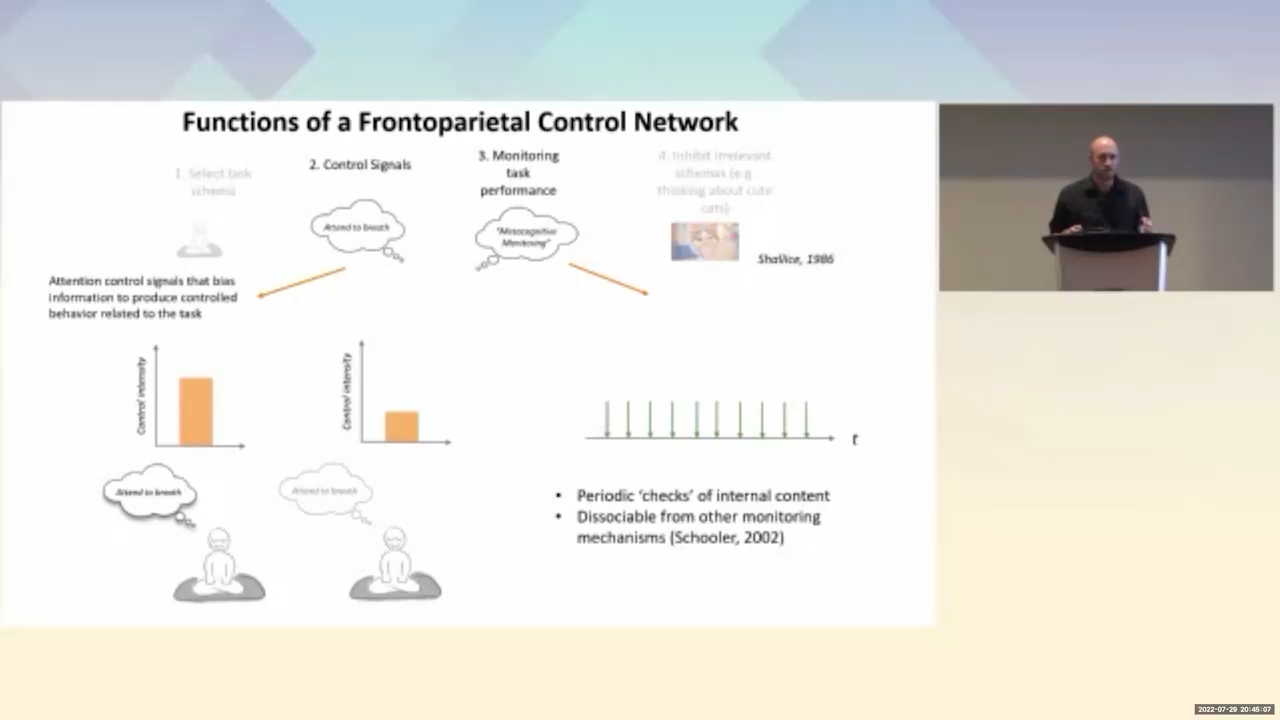 Functions of a Frontoparietal Control Network
1. Select task
schema
2. Control Signals
3. Monitoring
task
performance
4. Inhibit irrelevant
schemas (e.g.
thinking about cute
cats)
Attend to breath
"Metacognitive
Monitoring"
Shallice, 1986
Attention control signals that bias
information to produce controlled
behavior related to the task
Control intensity
Control intensity
t
Attend to breath
Attend to breath
• Periodic 'checks' of internal content
• Dissociable from other monitoring
mechanisms (Schooler, 2002)
2022-07-29 20:45:07